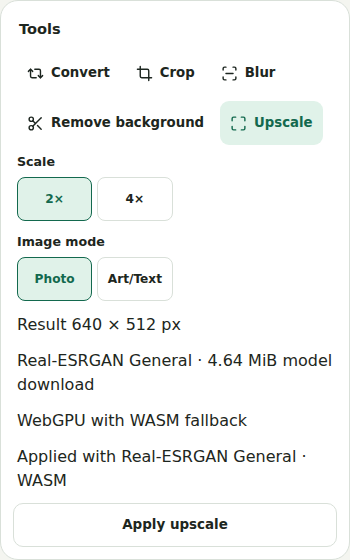 Tools
Convert
Crop
Blur
Remove background
Upscale
Scale
2×
4×
Image mode
Photo
Art/Text
Result 640 × 512 px
Real-ESRGAN General · 4.64 MiB model
download
WebGPU with WASM fallback
Applied with Real-ESRGAN General ·
WASM
Apply upscale